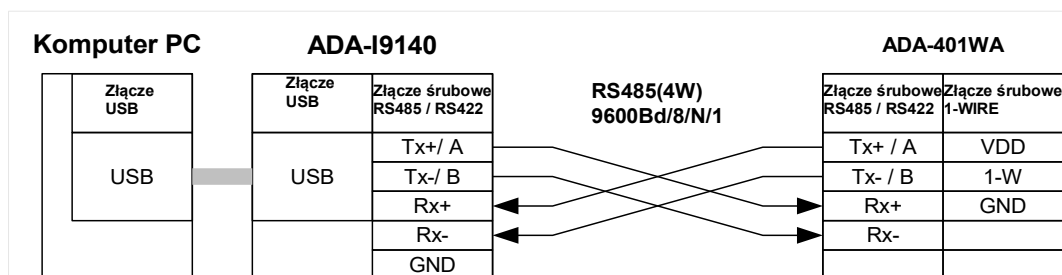 Komputer PC
ADA-I9140
ADA-401WA
Złącze
USB
Złącze
USB
Złącze śrubowe
RS485 / RS422
RS485(4W)
9600Bd/8/N/1
Złącze śrubowe
RS485 / RS422
Złącze śrubowe
1-WIRE
USB
USB
Tx+/ A
Tx-/ B
Rx+
Rx-
GND
Tx+ / A
VDD
Tx- / B
1-W
Rx+
GND
Rx-